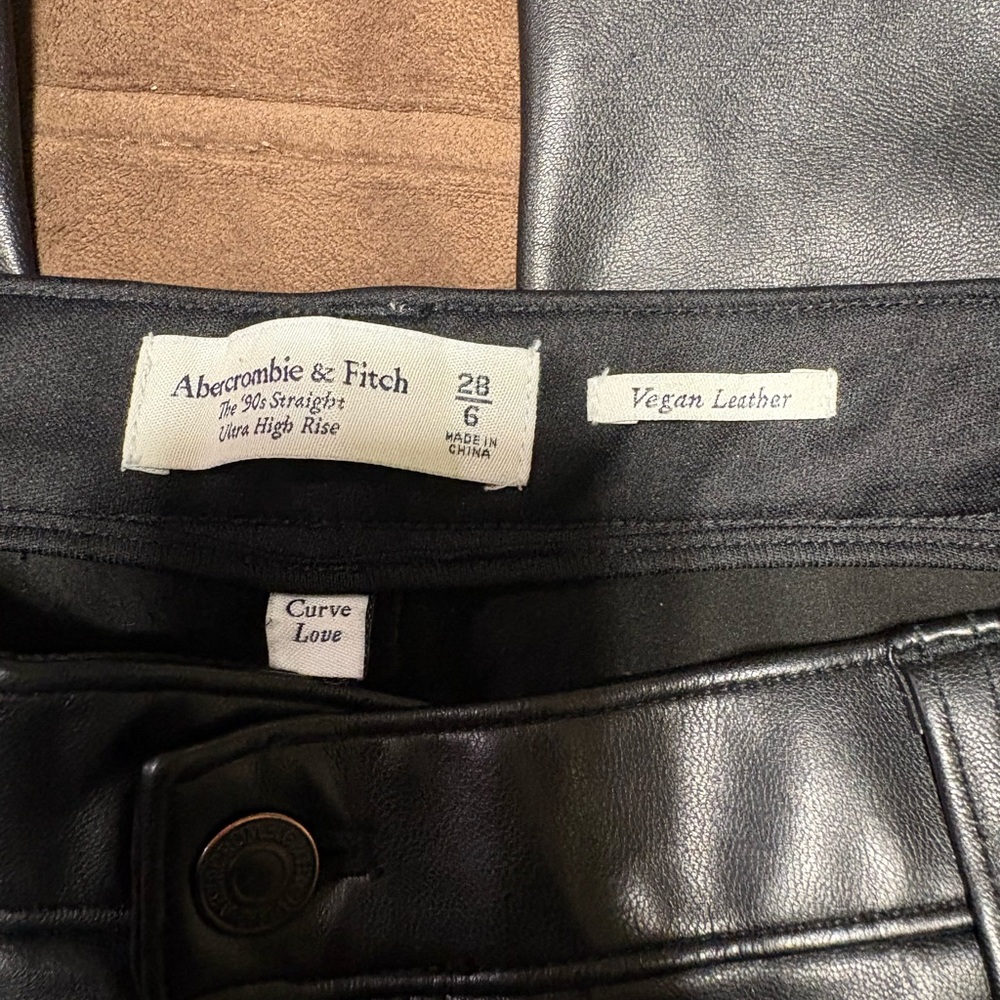 Abercrombie & Fitch
The '90s Straight
Ultra High Rise
28
6
MADE IN
CHINA
Vegan Leather
Curve
Love